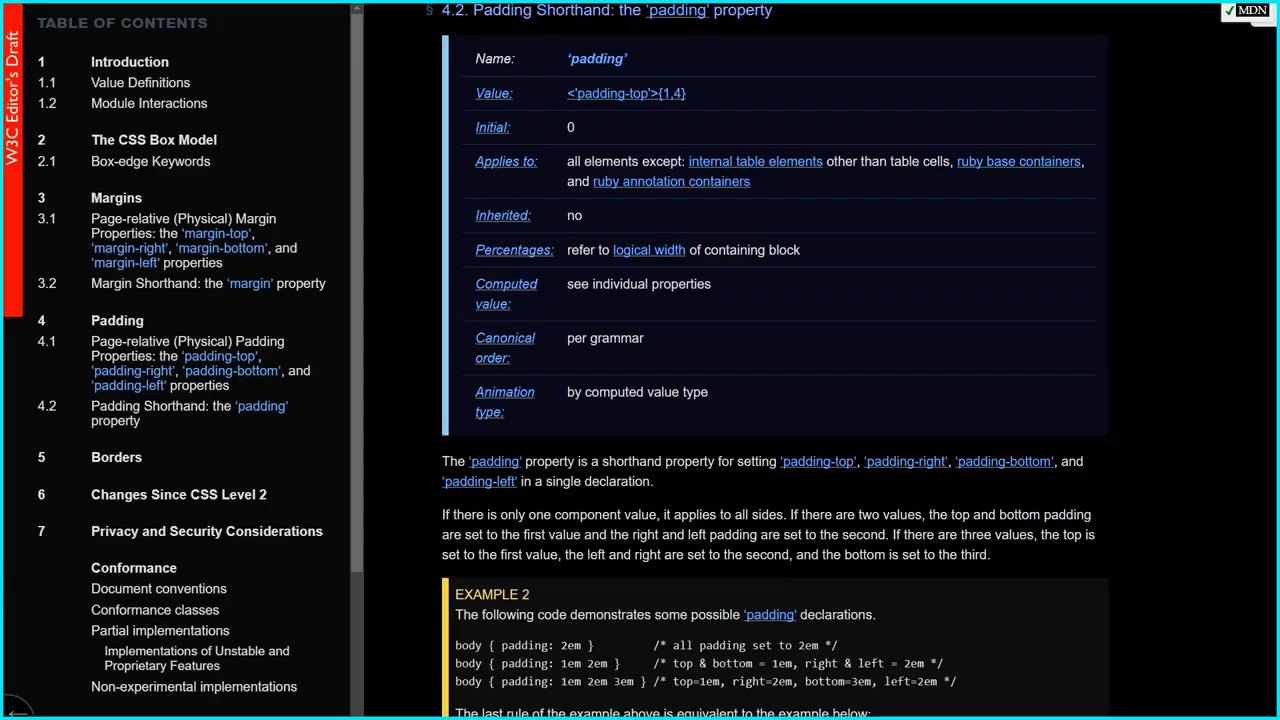 W3C Editor's Draft
TABLE OF CONTENTS
1 Introduction
1.1 Value Definitions
1.2 Module Interactions
2 The CSS Box Model
2.1 Box-edge Keywords
3 Margins
3.1 Page-relative (Physical) Margin
Properties: the ‘margin-top’,
‘margin-right’, ‘margin-bottom’, and
‘margin-left’ properties
3.2 Margin Shorthand: the ‘margin’ property
4 Padding
4.1 Page-relative (Physical) Padding
Properties: the ‘padding-top’,
‘padding-right’, ‘padding-bottom’, and
‘padding-left’ properties
4.2 Padding Shorthand: the ‘padding’
property
5 Borders
6 Changes Since CSS Level 2
7 Privacy and Security Considerations
Conformance
Document conventions
Conformance classes
Partial implementations
Implementations of Unstable and
Proprietary Features
Non-experimental implementations
§ 4.2. Padding Shorthand: the ‘padding’ property
✓ MDN
Name: ‘padding’
Value: <‘padding-top’>{1,4}
Initial: 0
Applies to: all elements except: internal table elements other than table cells, ruby base containers,
and ruby annotation containers
Inherited: no
Percentages: refer to logical width of containing block
Computed see individual properties
value:
Canonical per grammar
order:
Animation by computed value type
type:
The ‘padding’ property is a shorthand property for setting ‘padding-top’, ‘padding-right’, ‘padding-bottom’, and
‘padding-left’ in a single declaration.
If there is only one component value, it applies to all sides. If there are two values, the top and bottom padding
are set to the first value and the right and left padding are set to the second. If there are three values, the top is
set to the first value, the left and right are set to the second, and the bottom is set to the third.
EXAMPLE 2
The following code demonstrates some possible ‘padding’ declarations.
body { padding: 2em } /* all padding set to 2em */
body { padding: 1em 2em } /* top & bottom = 1em, right & left = 2em */
body { padding: 1em 2em 3em } /* top=1em, right=2em, bottom=3em, left=2em */
The last rule of the example above is equivalent to the example below: